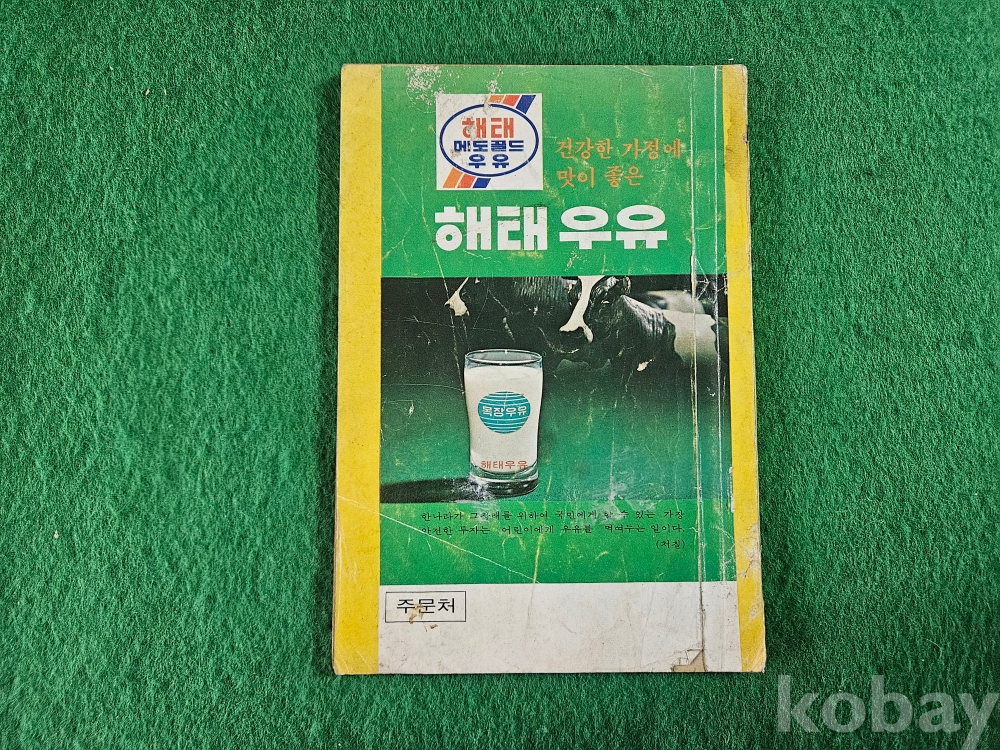 해태
메도골드
우유
건강한 가정에
맛이 좋은
해태 우유
목장우유
해태우유
한나라가 그 장래를 위하여 국민에게 할 수 있는 가장
안전한 투자는 어린이에게 우유를 먹여두는 일이다.
(처칠)
주문처
kobay